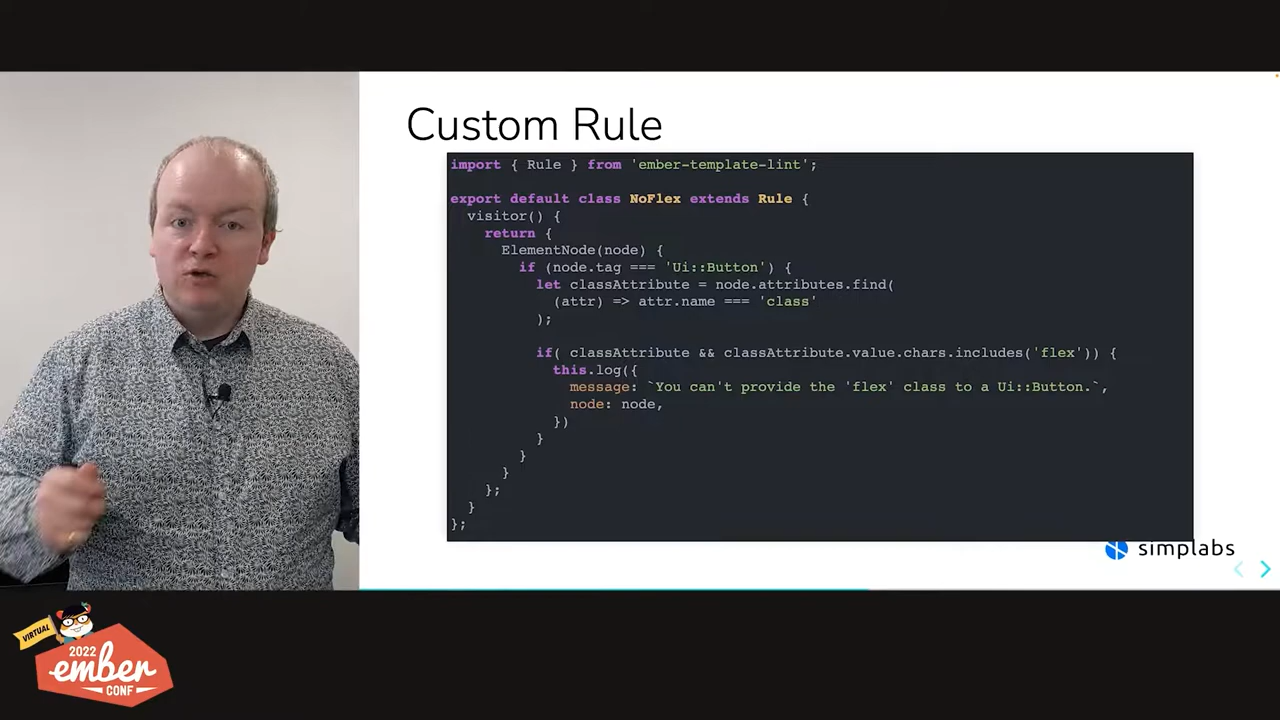 Custom Rule
import { Rule } from 'ember-template-lint';
export default class NoFlex extends Rule {
visitor() {
return {
ElementNode(node) {
if (node.tag === 'Ui::Button') {
let classAttribute = node.attributes.find(
(attr) => attr.name === 'class'
);
if( classAttribute && classAttribute.value.chars.includes('flex')) {
this.log({
message: `You can't provide the 'flex' class to a Ui::Button.`,
node: node,
})
}
}
}
};
}
};
simplabs
VIRTUAL
2022
ember
CONF